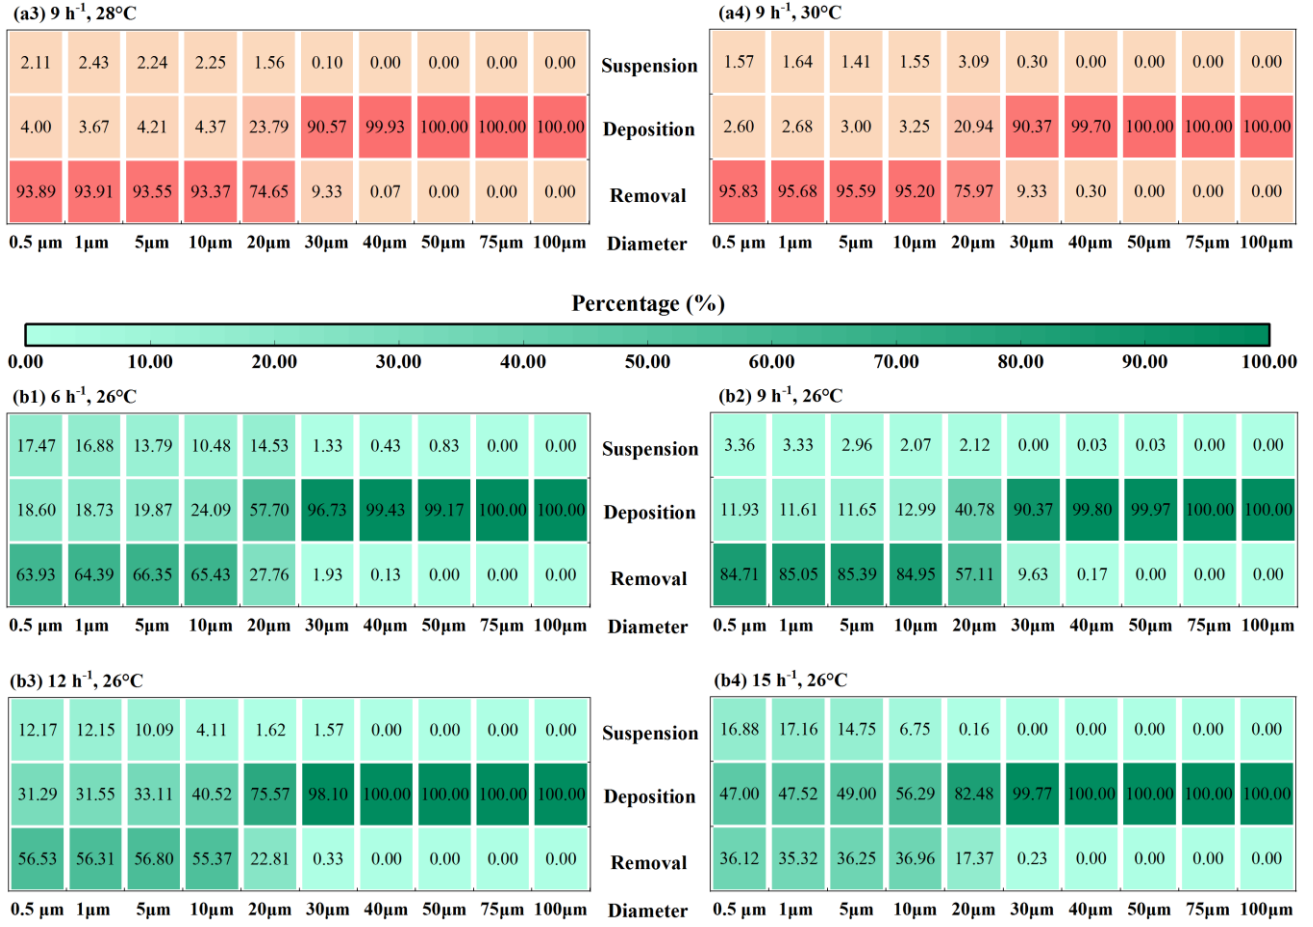 (a3) 9 h⁻¹, 28°C
2.11 2.43 2.24 2.25 1.56 0.10 0.00 0.00 0.00 0.00
4.00 3.67 4.21 4.37 23.79 90.57 99.93 100.00 100.00 100.00
93.89 93.91 93.55 93.37 74.65 9.33 0.07 0.00 0.00 0.00
0.5 μm 1μm 5μm 10μm 20μm 30μm 40μm 50μm 75μm 100μm
Suspension
Deposition
Removal
Diameter
(a4) 9 h⁻¹, 30°C
1.57 1.64 1.41 1.55 3.09 0.30 0.00 0.00 0.00 0.00
2.60 2.68 3.00 3.25 20.94 90.37 99.70 100.00 100.00 100.00
95.83 95.68 95.59 95.20 75.97 9.33 0.30 0.00 0.00 0.00
0.5 μm 1μm 5μm 10μm 20μm 30μm 40μm 50μm 75μm 100μm
Percentage (%)
0.00 10.00 20.00 30.00 40.00 50.00 60.00 70.00 80.00 90.00 100.00
(b1) 6 h⁻¹, 26°C
17.47 16.88 13.79 10.48 14.53 1.33 0.43 0.83 0.00 0.00
18.60 18.73 19.87 24.09 57.70 96.73 99.43 99.17 100.00 100.00
63.93 64.39 66.35 65.43 27.76 1.93 0.13 0.00 0.00 0.00
0.5 μm 1μm 5μm 10μm 20μm 30μm 40μm 50μm 75μm 100μm
Suspension
Deposition
Removal
Diameter
(b2) 9 h⁻¹, 26°C
3.36 3.33 2.96 2.07 2.12 0.00 0.03 0.03 0.00 0.00
11.93 11.61 11.65 12.99 40.78 90.37 99.80 99.97 100.00 100.00
84.71 85.05 85.39 84.95 57.11 9.63 0.17 0.00 0.00 0.00
0.5 μm 1μm 5μm 10μm 20μm 30μm 40μm 50μm 75μm 100μm
(b3) 12 h⁻¹, 26°C
12.17 12.15 10.09 4.11 1.62 1.57 0.00 0.00 0.00 0.00
31.29 31.55 33.11 40.52 75.57 98.10 100.00 100.00 100.00 100.00
56.53 56.31 56.80 55.37 22.81 0.33 0.00 0.00 0.00 0.00
0.5 μm 1μm 5μm 10μm 20μm 30μm 40μm 50μm 75μm 100μm
Suspension
Deposition
Removal
Diameter
(b4) 15 h⁻¹, 26°C
16.88 17.16 14.75 6.75 0.16 0.00 0.00 0.00 0.00 0.00
47.00 47.52 49.00 56.29 82.48 99.77 100.00 100.00 100.00 100.00
36.12 35.32 36.25 36.96 17.37 0.23 0.00 0.00 0.00 0.00
0.5 μm 1μm 5μm 10μm 20μm 30μm 40μm 50μm 75μm 100μm